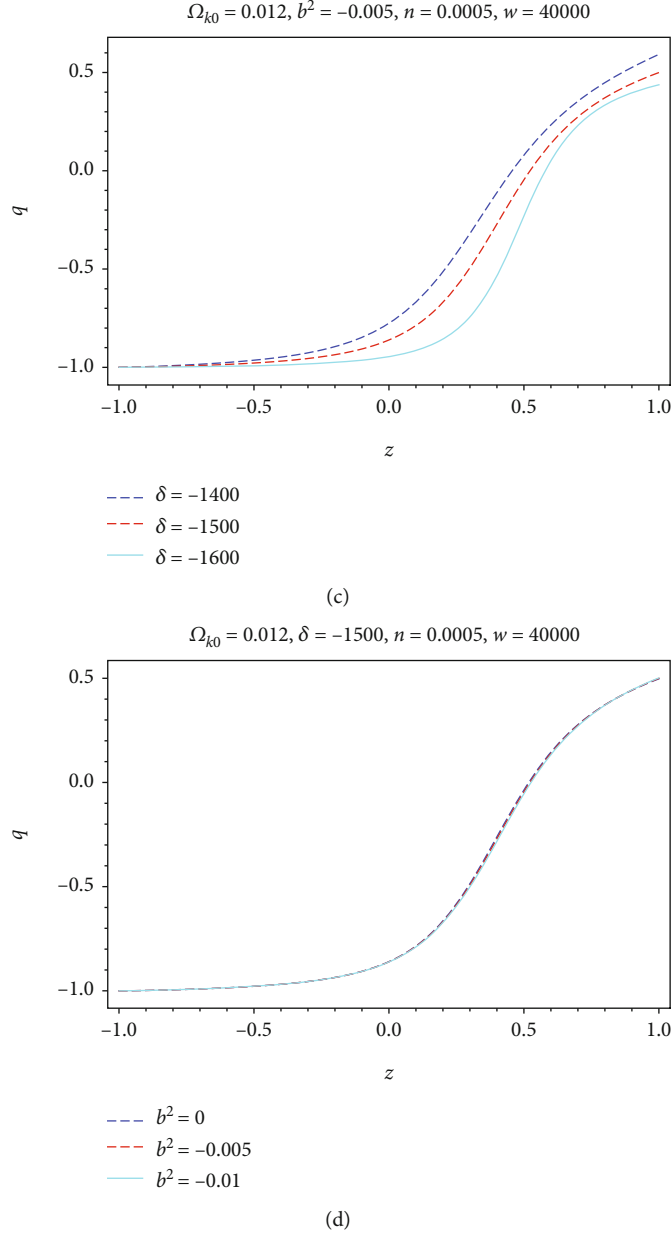 Ωk0 = 0.012, b² = –0.005, n = 0.0005, w = 40000
0.5
0.0
q
–0.5
–1.0
–1.0 –0.5 0.0 0.5 1.0
z
δ = –1400
δ = –1500
δ = –1600
(c)
Ωk0 = 0.012, δ = –1500, n = 0.0005, w = 40000
0.5
0.0
q
–0.5
–1.0
–1.0 –0.5 0.0 0.5 1.0
z
b² = 0
b² = –0.005
b² = –0.01
(d)